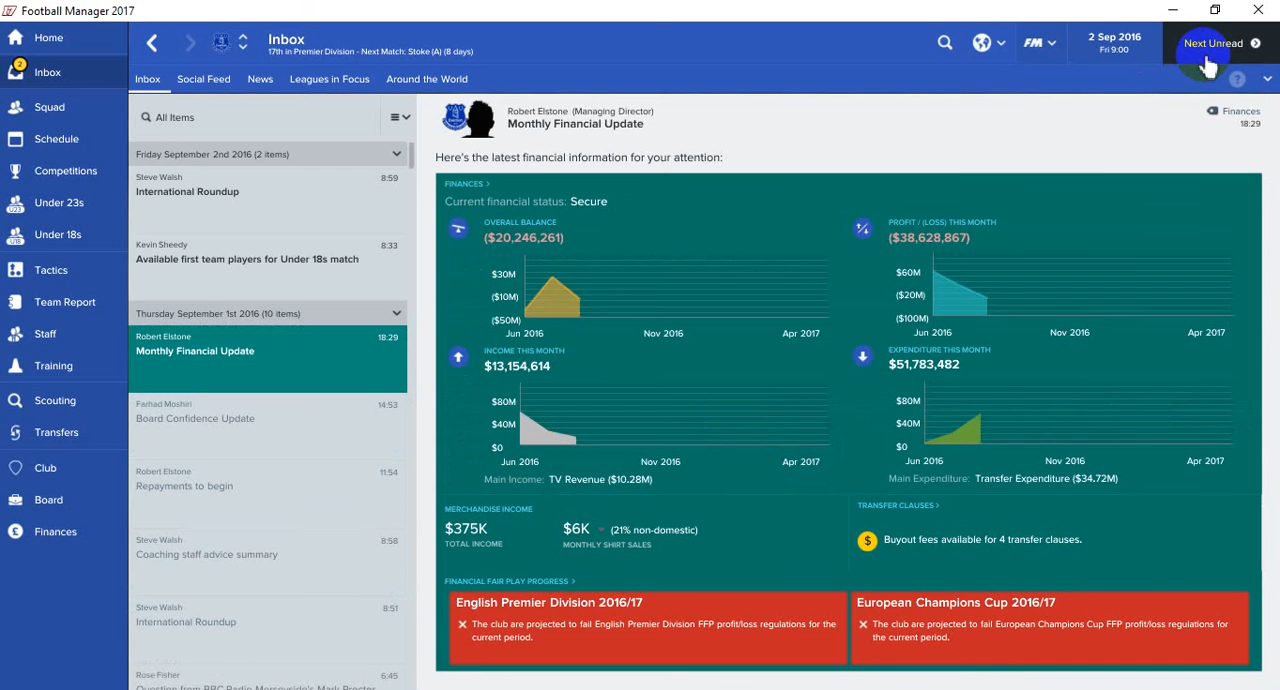 17 Football Manager 2017
Home
2
Inbox
Squad
Schedule
Competitions
U23
Under 23s
U18
Under 18s
Tactics
Team Report
Staff
Training
Scouting
Transfers
Club
Board
Finances
Inbox
17th in Premier Division - Next Match: Stoke (A) (8 days)
FM
2 Sep 2016
Fri 9:00
Next Unread
Inbox
Social Feed
News
Leagues in Focus
Around the World
?
All Items
Friday September 2nd 2016 (2 items)
Steve Walsh 8:59
International Roundup
Kevin Sheedy 8:33
Available first team players for Under 18s match
Thursday September 1st 2016 (10 items)
Robert Elstone 18:29
Monthly Financial Update
Farhad Moshiri 14:53
Board Confidence Update
Robert Elstone 11:54
Repayments to begin
Steve Walsh 8:58
Coaching staff advice summary
Steve Walsh 8:51
International Roundup
Rose Fisher 6:45
Question from BBC Radio Merseyside's Mark Proctor
Robert Elstone (Managing Director)
Monthly Financial Update
Finances
18:29
Here's the latest financial information for your attention:
FINANCES >
Current financial status: Secure
OVERALL BALANCE
($20,246,261)
$30M
($10M)
($50M)
Jun 2016 Nov 2016 Apr 2017
PROFIT / (LOSS) THIS MONTH
($38,628,867)
$60M
($20M)
($100M)
Jun 2016 Nov 2016 Apr 2017
INCOME THIS MONTH
$13,154,614
$80M
$40M
$0
Jun 2016 Nov 2016 Apr 2017
Main Income: TV Revenue ($10.28M)
EXPENDITURE THIS MONTH
$51,783,482
$80M
$40M
$0
Jun 2016 Nov 2016 Apr 2017
Main Expenditure: Transfer Expenditure ($34.72M)
MERCHANDISE INCOME
$375K
TOTAL INCOME
$6K - (21% non-domestic)
MONTHLY SHIRT SALES
TRANSFER CLAUSES >
$ Buyout fees available for 4 transfer clauses.
FINANCIAL FAIR PLAY PROGRESS >
English Premier Division 2016/17
The club are projected to fail English Premier Division FFP profit/loss regulations for the
current period.
European Champions Cup 2016/17
The club are projected to fail European Champions Cup FFP profit/loss regulations for
the current period.